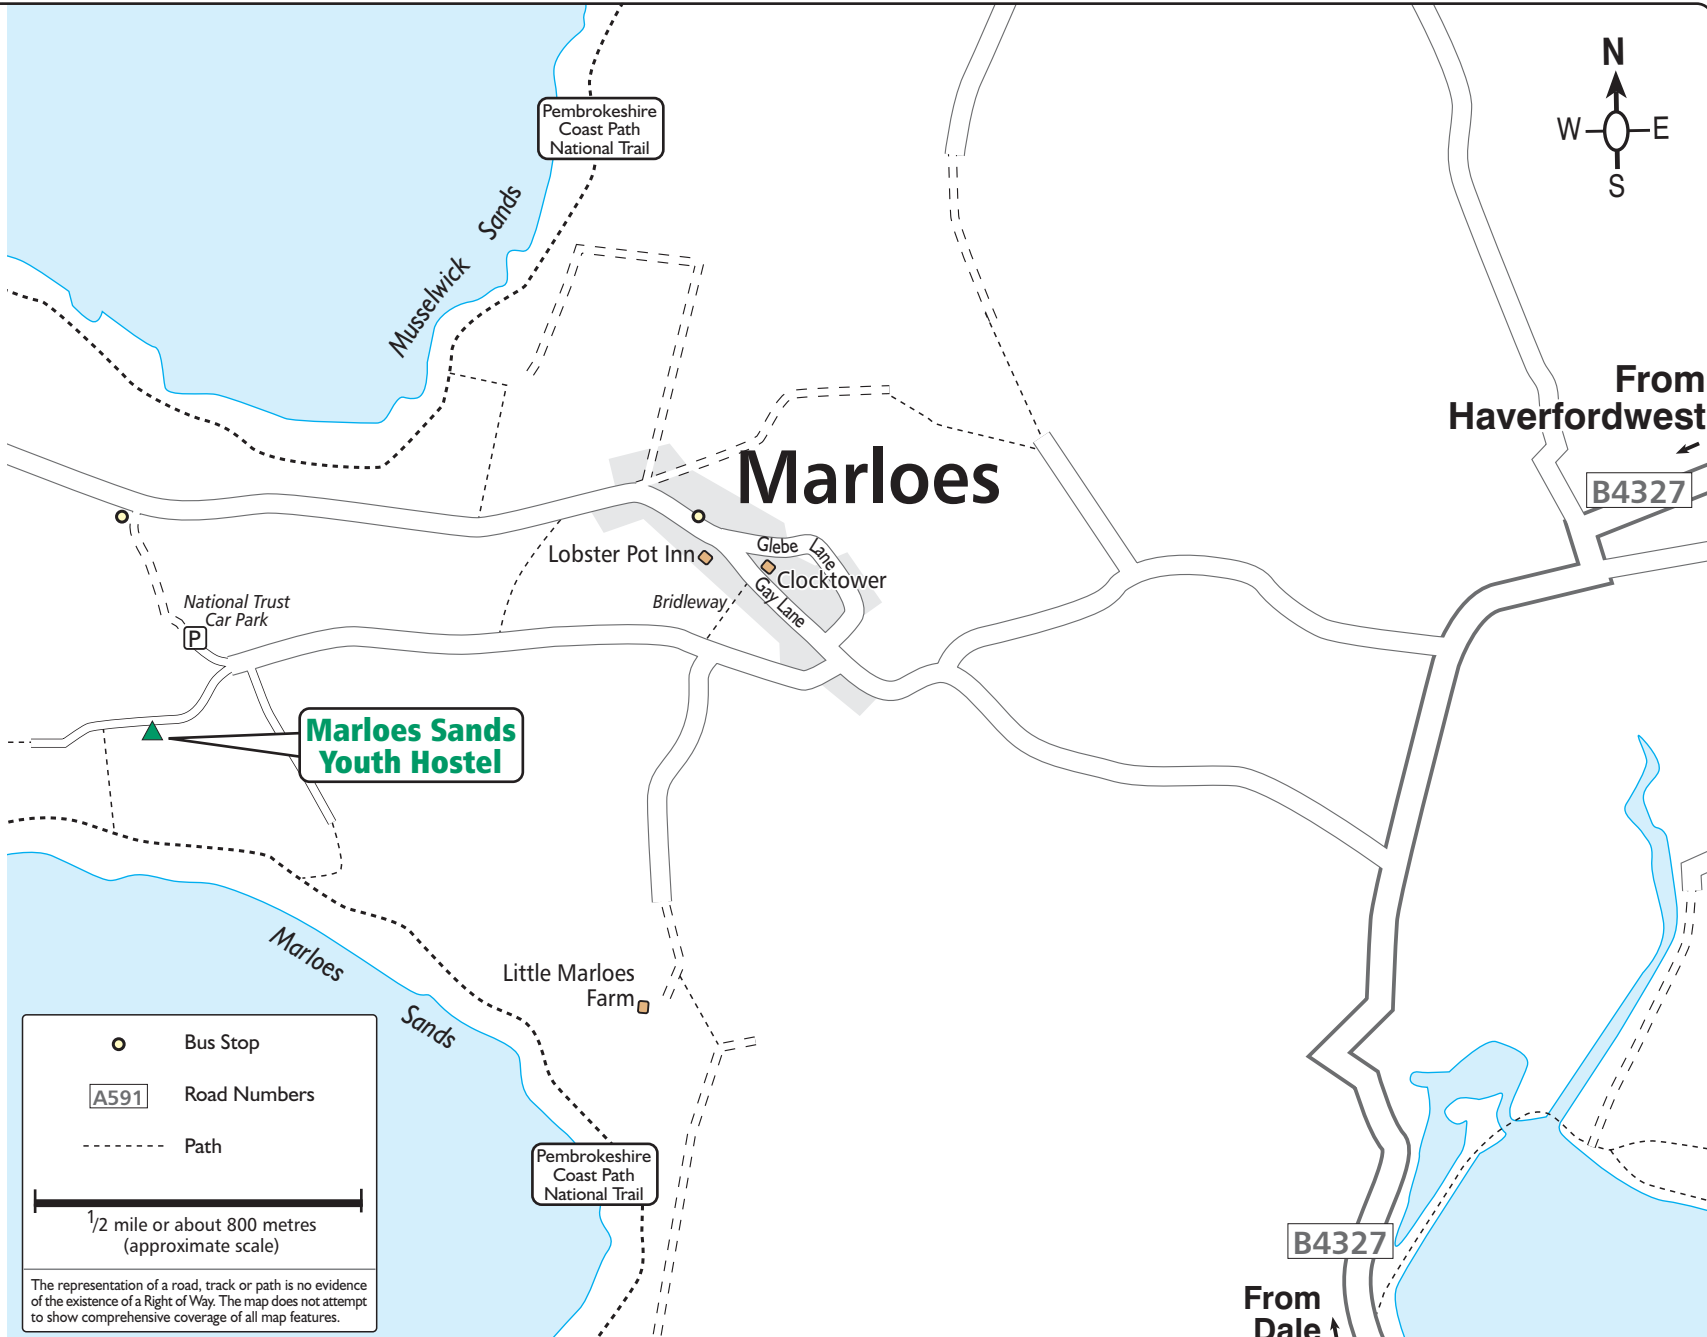 N
W
E
S
Pembrokeshire
Coast Path
National Trail
Musselwick Sands
From
Haverfordwest
B4327
Marloes
Lobster Pot Inn
Glebe Lane
Clocktower
Gay Lane
Bridleway
National Trust
Car Park
P
Marloes Sands
Youth Hostel
Marloes Sands
Little Marloes
Farm
Pembrokeshire
Coast Path
National Trail
B4327
From
Dale
Bus Stop
A591 Road Numbers
Path
1/2 mile or about 800 metres
(approximate scale)
The representation of a road, track or path is no evidence
of the existence of a Right of Way. The map does not attempt
to show comprehensive coverage of all map features.